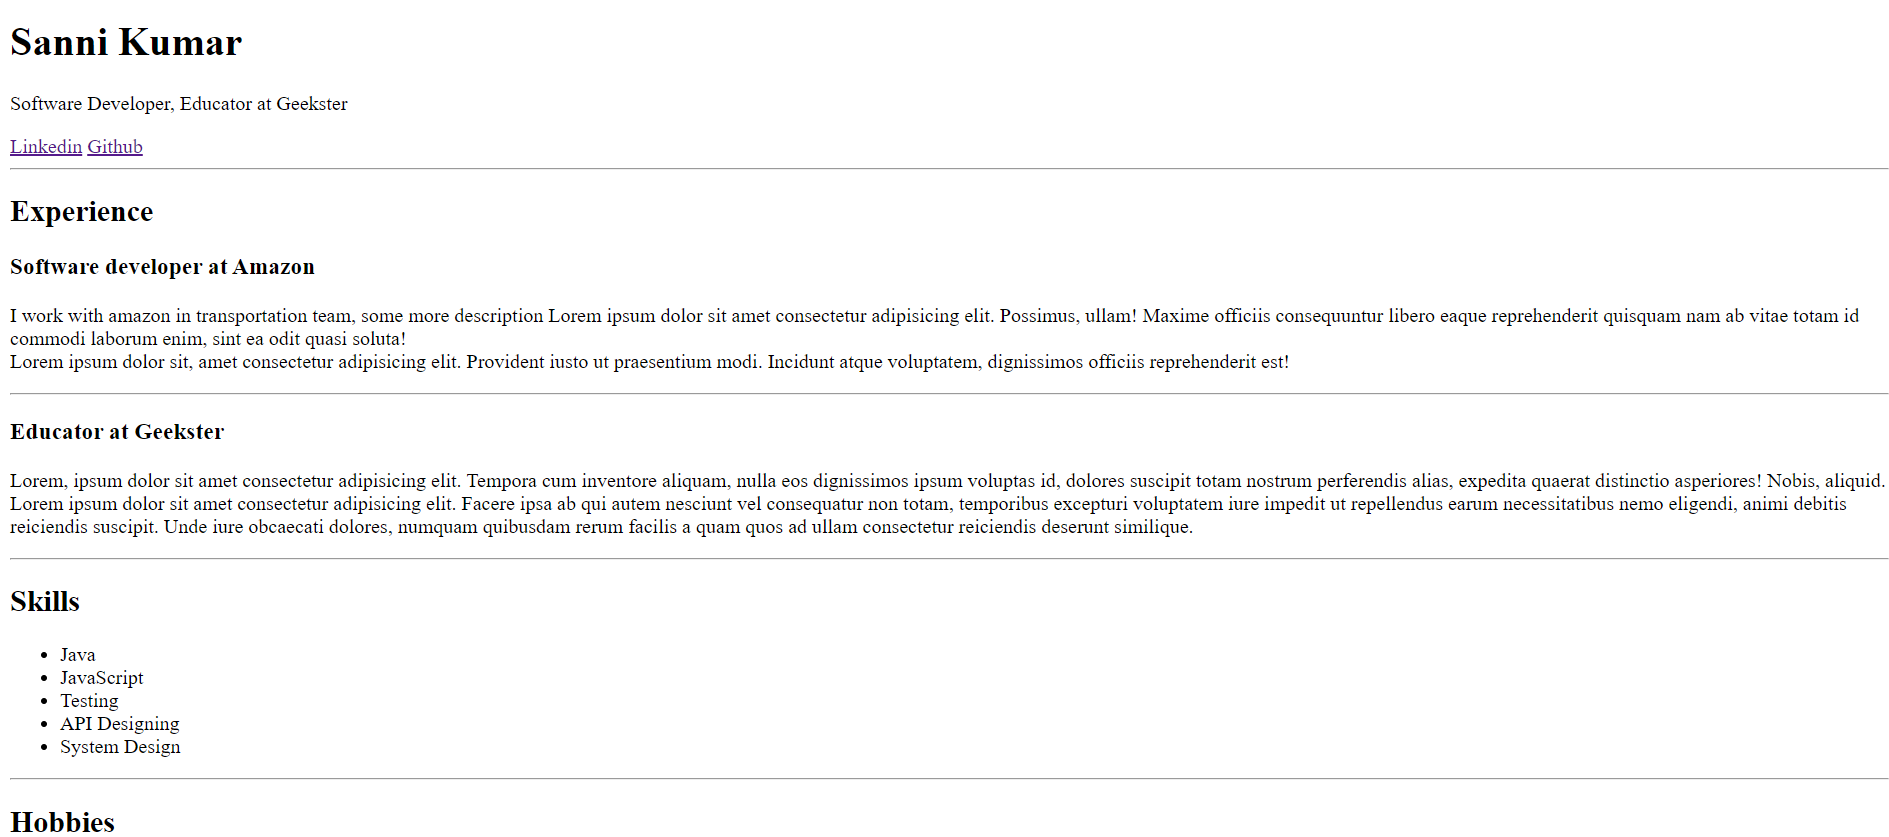 Sanni Kumar
Software Developer, Educator at Geekster
Linkedin Github
Experience
Software developer at Amazon
I work with amazon in transportation team, some more description Lorem ipsum dolor sit amet consectetur adipisicing elit. Possimus, ullam! Maxime officiis consequuntur libero eaque reprehenderit quisquam nam ab vitae totam id
commodi laborum enim, sint ea odit quasi soluta!
Lorem ipsum dolor sit, amet consectetur adipisicing elit. Provident iusto ut praesentium modi. Incidunt atque voluptatem, dignissimos officiis reprehenderit est!
Educator at Geekster
Lorem, ipsum dolor sit amet consectetur adipisicing elit. Tempora cum inventore aliquam, nulla eos dignissimos ipsum voluptas id, dolores suscipit totam nostrum perferendis alias, expedita quaerat distinctio asperiores! Nobis, aliquid.
Lorem ipsum dolor sit amet consectetur adipisicing elit. Facere ipsa ab qui autem nesciunt vel consequatur non totam, temporibus excepturi voluptatem iure impedit ut repellendus earum necessitatibus nemo eligendi, animi debitis
reiciendis suscipit. Unde iure obcaecati dolores, numquam quibusdam rerum facilis a quam quos ad ullam consectetur reiciendis deserunt similique.
Skills
Java
JavaScript
Testing
API Designing
System Design
Hobbies